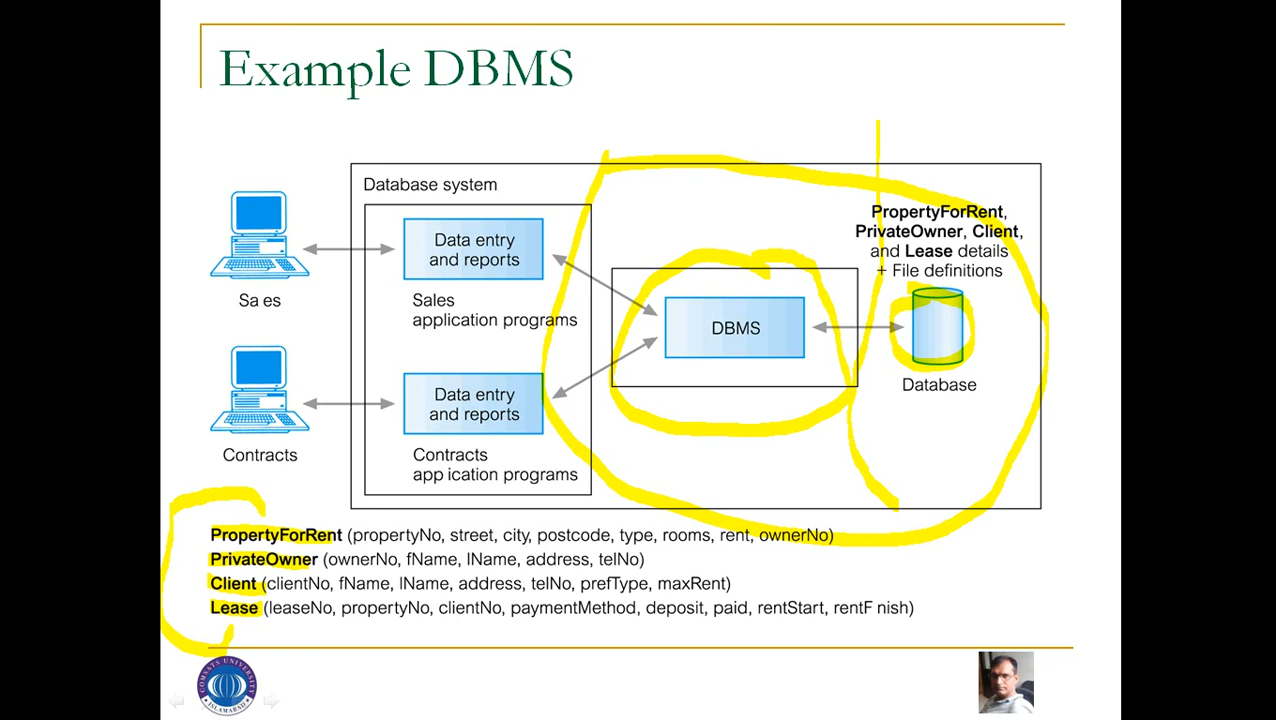 Example DBMS
Database system
PropertyForRent,
PrivateOwner, Client,
and Lease details
+ File definitions
Data entry
and reports
Sa es
Sales
application programs
DBMS
Database
Data entry
and reports
Contracts
Contracts
app ication programs
PropertyForRent (propertyNo, street, city, postcode, type, rooms, rent, ownerNo)
PrivateOwner (ownerNo, fName, lName, address, telNo)
Client (clientNo, fName, lName, address, telNo, prefType, maxRent)
Lease (leaseNo, propertyNo, clientNo, paymentMethod, deposit, paid, rentStart, rentF nish)
COMSATS UNIVERSITY
ISLAMABAD